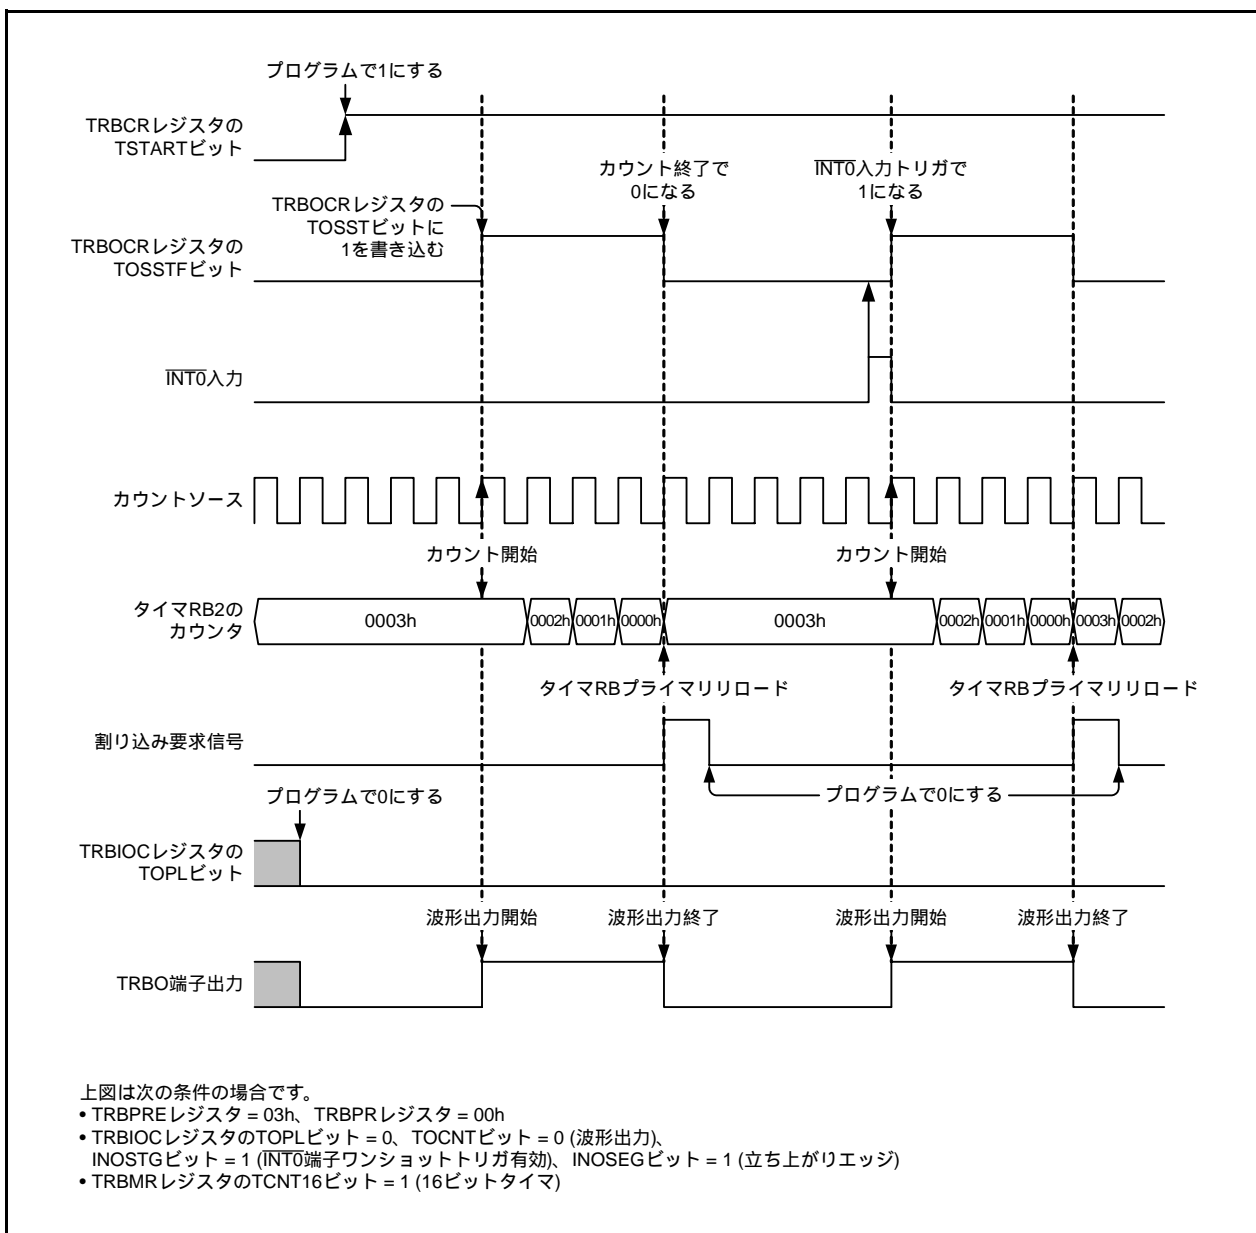 プログラムで1にする
TRBCRレジスタの
TSTARTビット
カウント終了で
0になる
INT0入力トリガで
1になる
TRBOCRレジスタの
TOSSTビットに
1を書き込む
TRBOCRレジスタの
TOSSTFビット
INT0入力
カウントソース
カウント開始
カウント開始
タイマRB2の
カウンタ
0003h
0002h
0001h
0000h
0003h
0002h
0001h
0000h
0003h
0002h
タイマRBプライマリリロード
タイマRBプライマリリロード
割り込み要求信号
プログラムで0にする
プログラムで0にする
TRBIOCレジスタの
TOPLビット
波形出力開始
波形出力終了
波形出力開始
波形出力終了
TRBO端子出力
上図は次の条件の場合です。
• TRBPREレジスタ = 03h、TRBPRレジスタ = 00h
• TRBIOCレジスタのTOPLビット = 0、TOCNTビット = 0 (波形出力)、
INOSTGビット = 1 (INT0端子ワンショットトリガ有効)、INOSEGビット = 1 (立ち上がりエッジ)
• TRBMRレジスタのTCNT16ビット = 1 (16ビットタイマ)